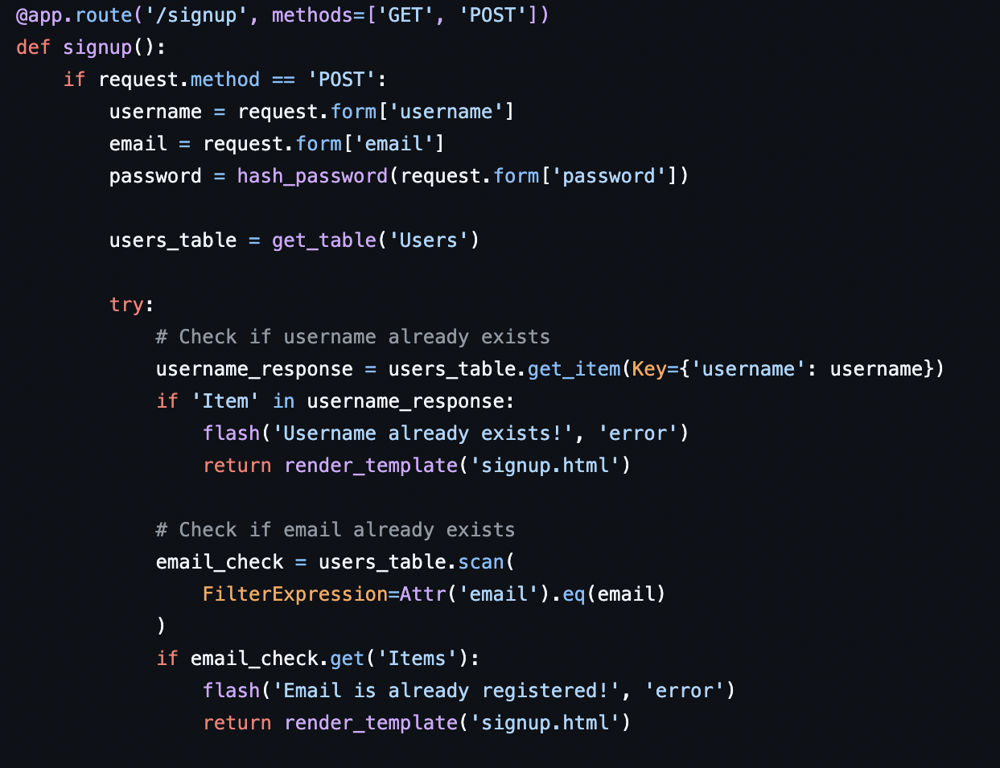 @app.route('/signup', methods=['GET', 'POST'])
def signup():
    if request.method == 'POST':
        username = request.form['username']
        email = request.form['email']
        password = hash_password(request.form['password'])

        users_table = get_table('Users')

        try:
            # Check if username already exists
            username_response = users_table.get_item(Key={'username': username})
            if 'Item' in username_response:
                flash('Username already exists!', 'error')
                return render_template('signup.html')

            # Check if email already exists
            email_check = users_table.scan(
                FilterExpression=Attr('email').eq(email)
            )
            if email_check.get('Items'):
                flash('Email is already registered!', 'error')
                return render_template('signup.html')